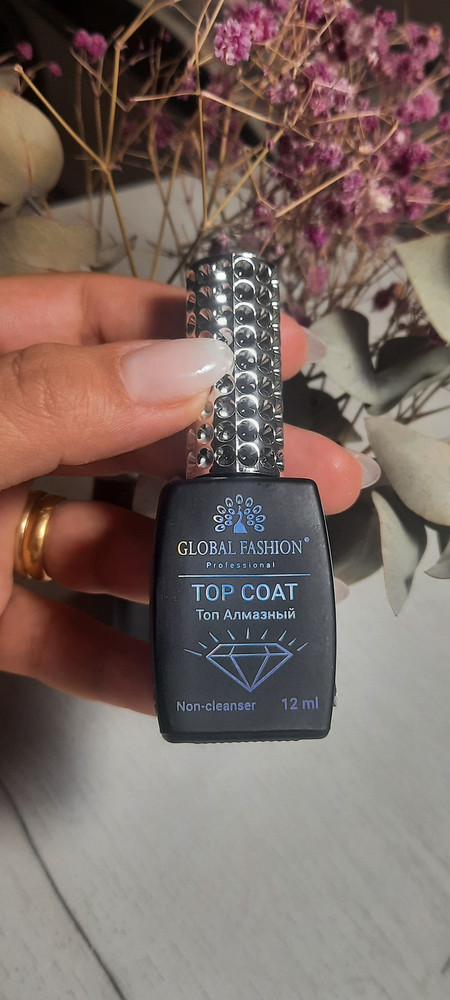 GLOBAL FASHION®
Professional
TOP COAT
Топ Алмазный
Non-cleanser 12 ml